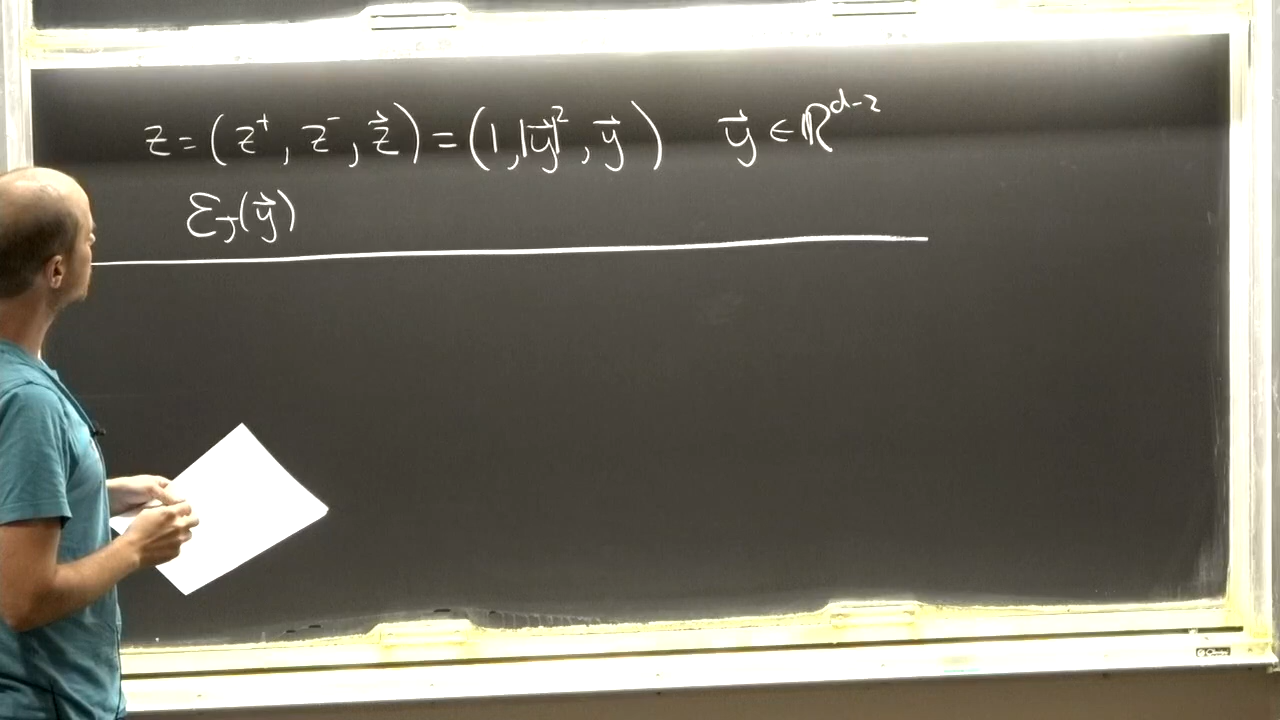 z = (z⁺, z⁻, z⃗) = (1, |y⃗|², y⃗)   y⃗ ∈ ℝ^{d-2}
ℰ_J(y⃗)